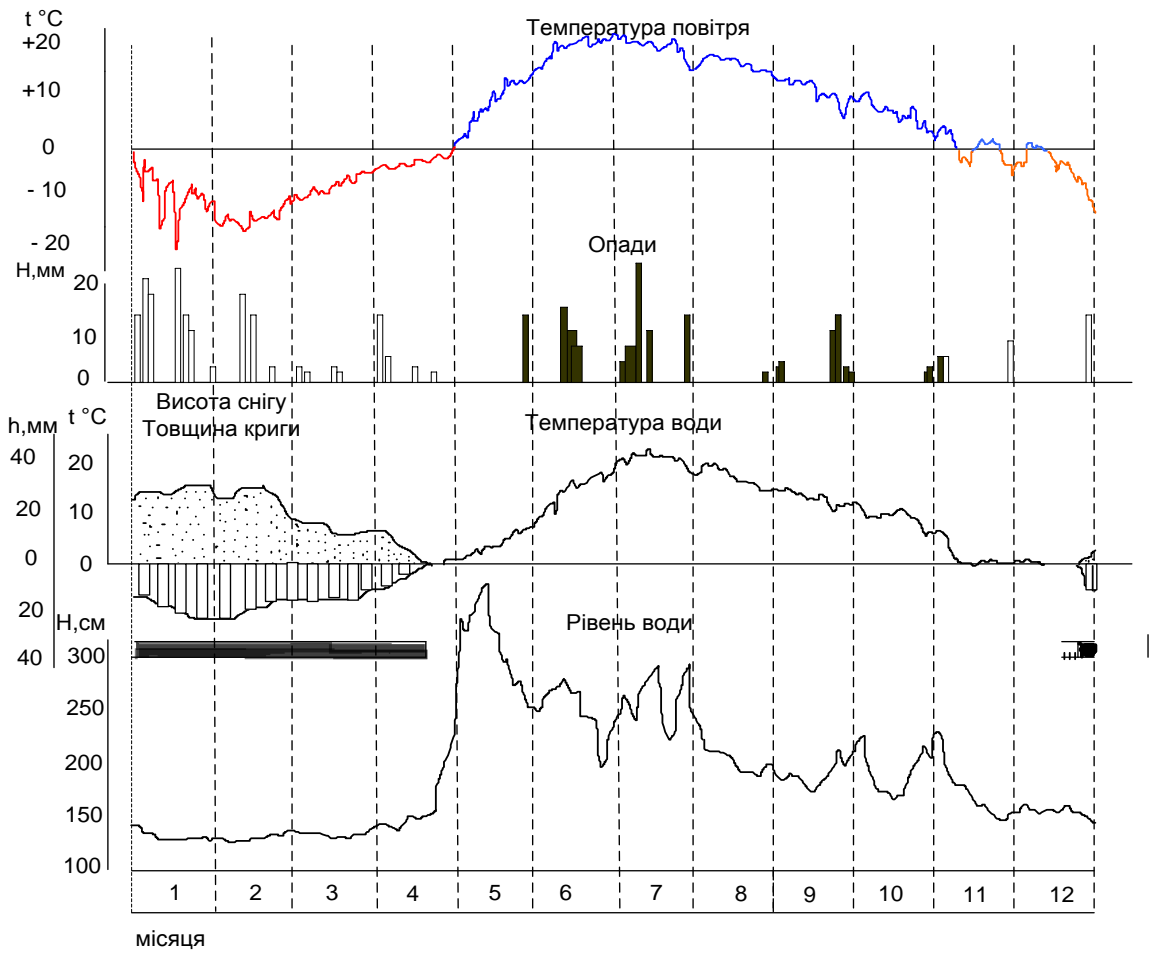 t °C
+20
+10
0
- 10
- 20
Температура повітря
H,мм
20
10
0
Опади
Висота снігу
Товщина криги
h,мм
40
20
0
20
40
t °C
20
10
0
Температура води
H,см
300
250
200
150
100
Рівень води
1 2 3 4 5 6 7 8 9 10 11 12
місяця